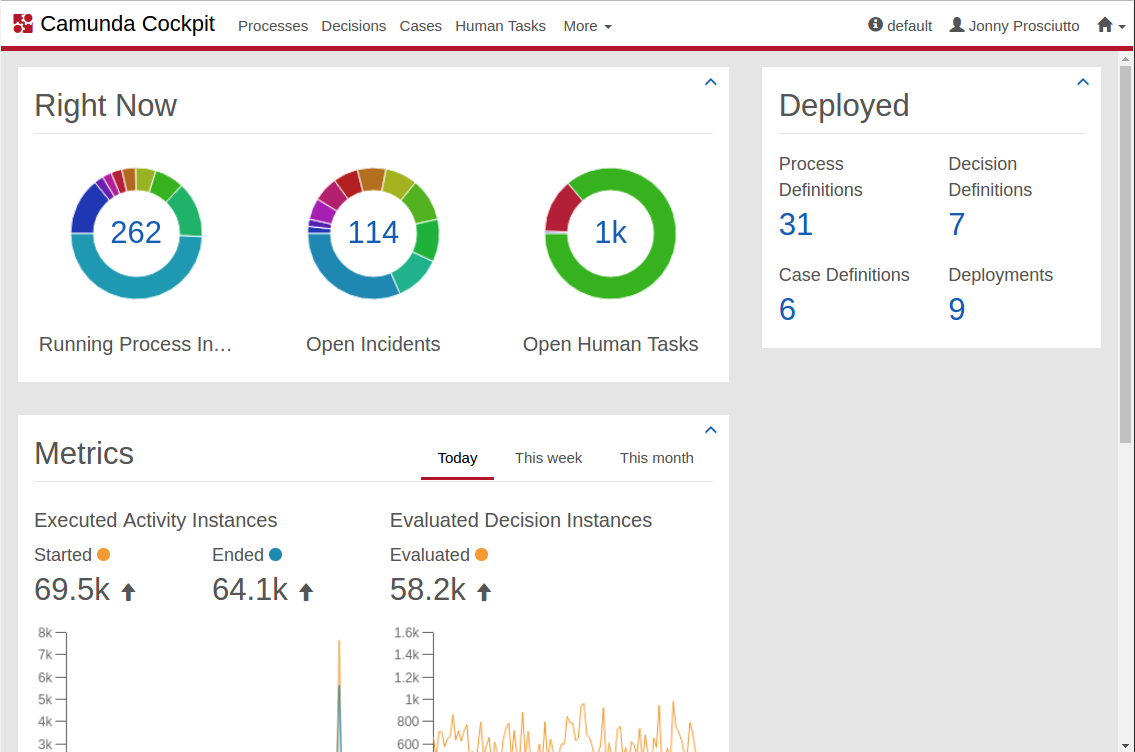 Camunda Cockpit Processes Decisions Cases Human Tasks More default Jonny Prosciutto
Right Now
262
114
1k
Running Process In…
Open Incidents
Open Human Tasks
Deployed
Process Definitions
31
Decision Definitions
7
Case Definitions
6
Deployments
9
Metrics
Today This week This month
Executed Activity Instances
Started Ended
69.5k 64.1k
8k
7k
6k
5k
4k
3k
Evaluated Decision Instances
Evaluated
58.2k
1.6k
1.4k
1.2k
1k
800
600